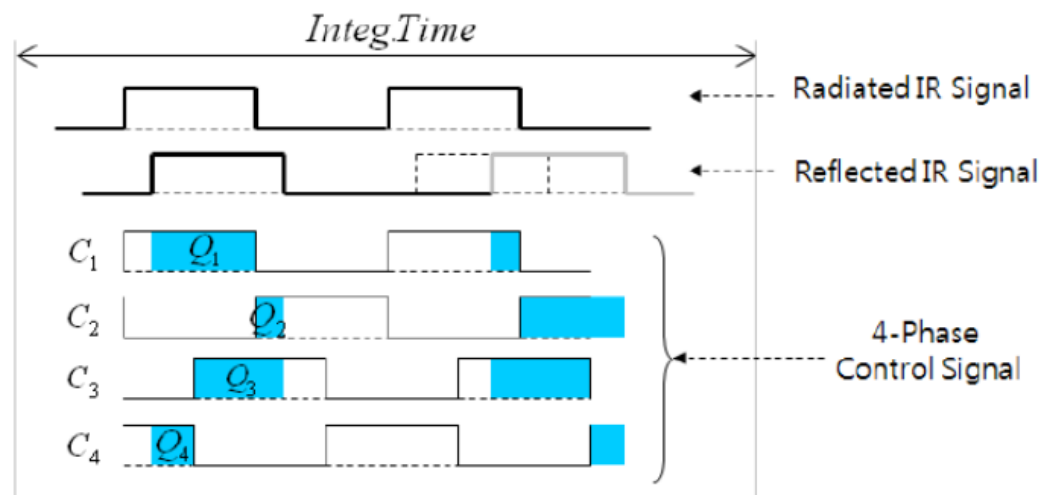 Integ.Time
Radiated IR Signal
Reflected IR Signal
C₁ Q₁
C₂ Q₂
C₃ Q₃
C₄ Q₄
4-Phase
Control Signal